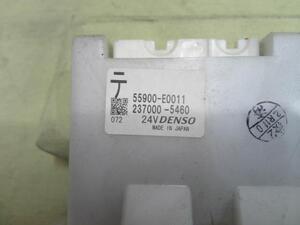 テ
55900-E0011
237000-5460
072
24V DENSO
MADE IN JAPAN